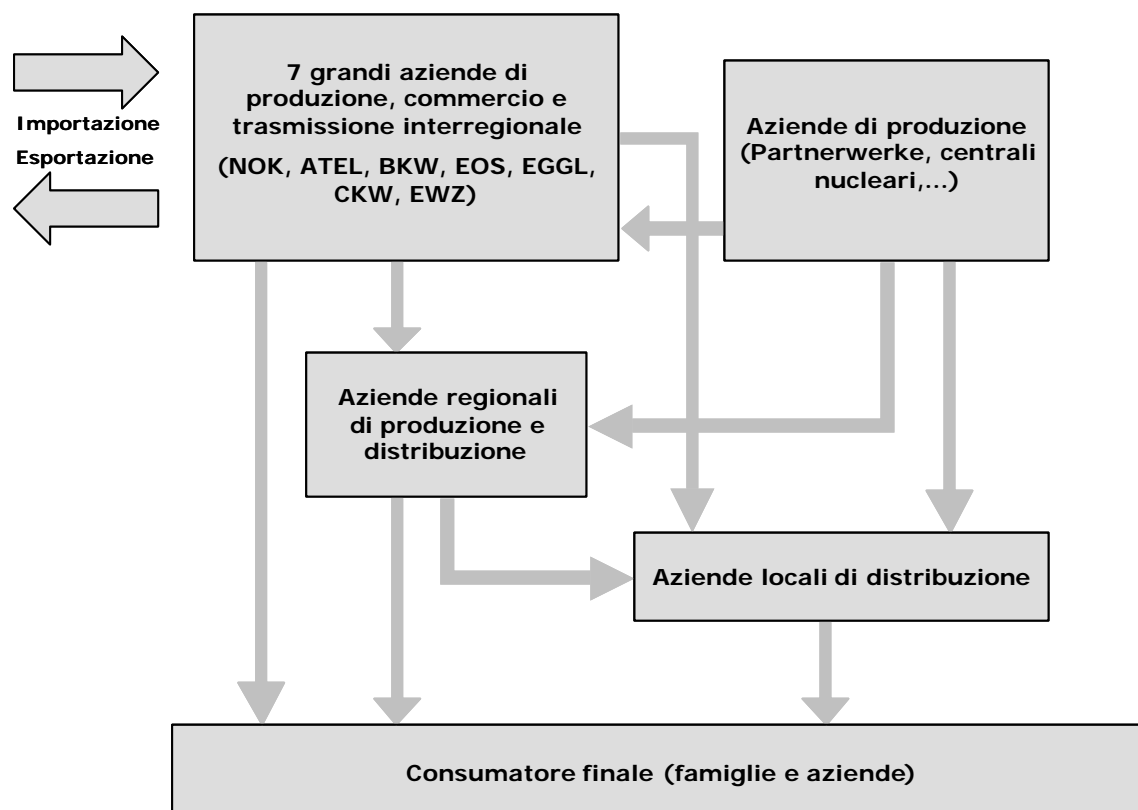 7 grandi aziende di
produzione, commercio e
trasmissione interregionale
(NOK, ATEL, BKW, EOS, EGGL,
CKW, EWZ)
Importazione
Esportazione
Aziende di produzione
(Partnerwerke, centrali
nucleari,...)
Aziende regionali
di produzione e
distribuzione
Aziende locali di distribuzione
Consumatore finale (famiglie e aziende)